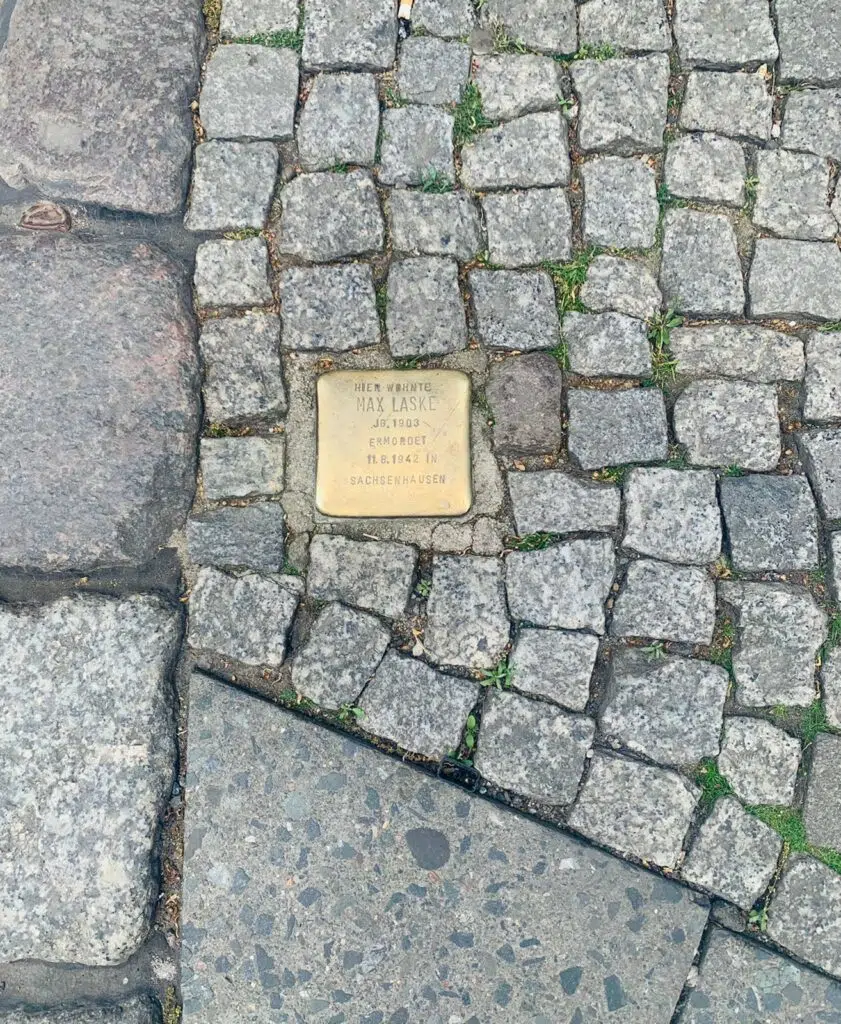 HIER WOHNTE
MAX LASKE
JG. 1903
ERMORDET
11.8.1942 IN
SACHSENHAUSEN